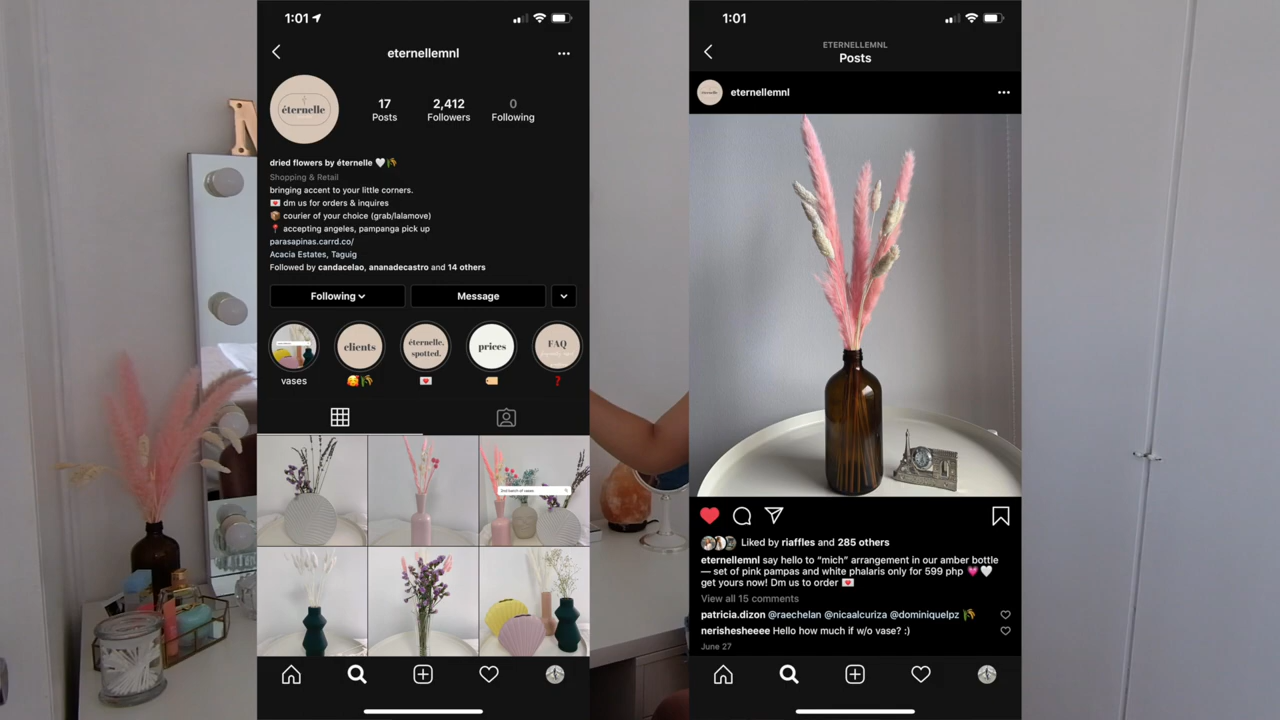 N
1:01
eternellemnl
éternelle
17
Posts
2,412
Followers
0
Following
dried flowers by éternelle 🤍🌾
Shopping & Retail
bringing accent to your little corners.
💌 dm us for orders & inquires
📦 courier of your choice (grab/lalamove)
📍 accepting angeles, pampanga pick up
parasapinas.carrd.co/
Acacia Estates, Taguig
Followed by candacelao, ananadecastro and 14 others
Following
Message
clients
éternelle.
spotted.
prices
FAQ
vases
🥰🌾
💌
🏷️
❓
2nd batch of vases
1:01
ETERNELLEMNL
Posts
éternelle
eternellemnl
Liked by riaffles and 285 others
eternellemnl say hello to “mich” arrangement in our amber bottle
— set of pink pampas and white phalaris only for 599 php 💗🤍
get yours now! Dm us to order 💌
View all 15 comments
patricia.dizon @raechelan @nicaalcuriza @dominiquelpz 🌾
nerishesheeee Hello how much if w/o vase? :)
June 27